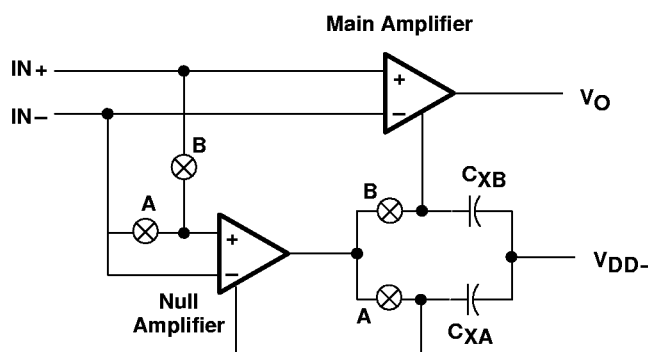 Main Amplifier
IN+
+
VO
IN−
−
B
A
B
CXB
+
VDD−
−
Null
Amplifier
A
CXA